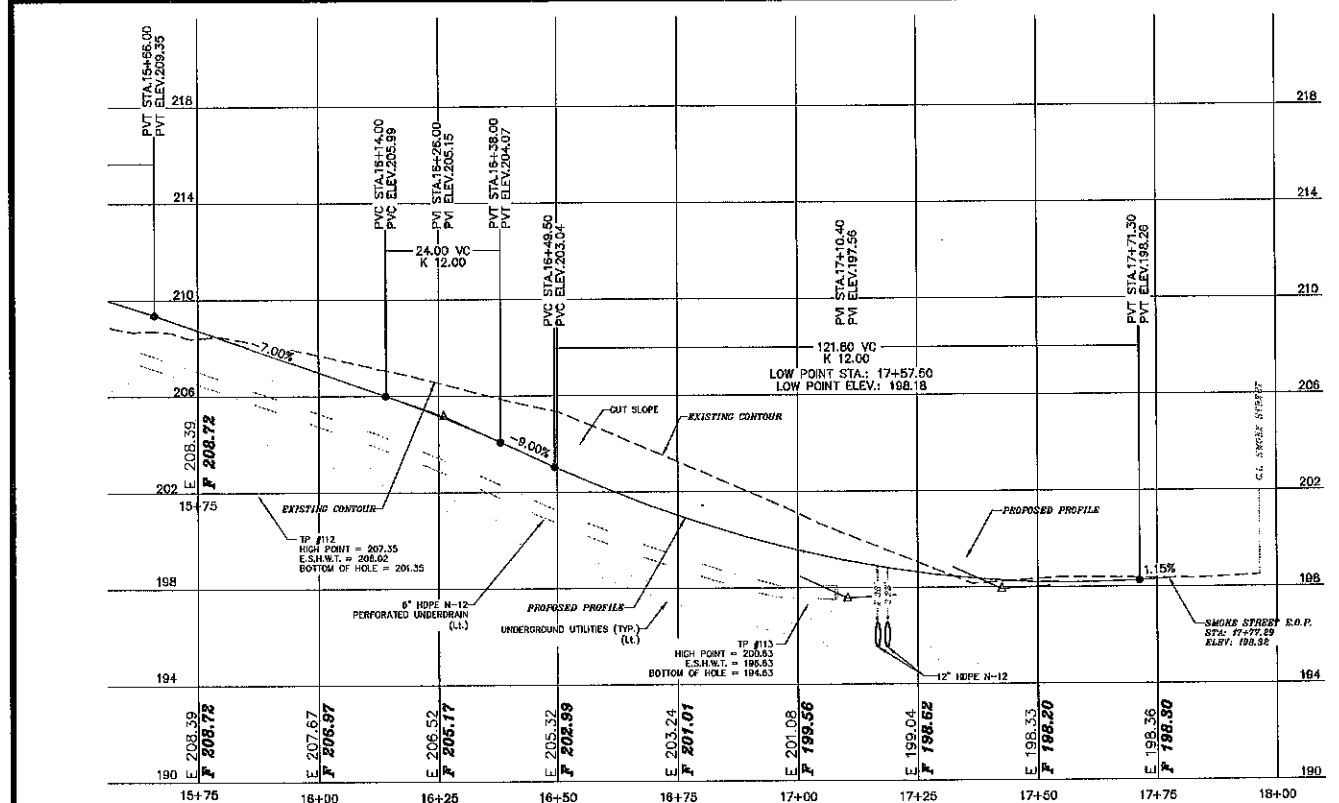 PVT STA.15+66.00
PVT ELEV.209.35
PVC STA.16+14.00
PVC ELEV.205.99
PVI STA.16+26.00
PVI ELEV.205.15
PVT STA.16+38.00
PVT ELEV.204.07
PVC STA.16+49.50
PVC ELEV.203.04
PVI STA.17+10.40
PVI ELEV.197.56
PVT STA.17+71.30
PVT ELEV.198.26
218
218
214
214
24.00 VC
K 12.00
210
210
121.80 VC
K 12.00
LOW POINT STA.: 17+57.50
LOW POINT ELEV.: 198.18
-7.00%
206
206
CUT SLOPE
EXISTING CONTOUR
C.L. SMOKE STREET
-9.00%
E 208.39
F 208.72
202
202
15+75
EXISTING CONTOUR
PROPOSED PROFILE
TP #112
HIGH POINT = 207.35
E.S.H.W.T. =
BOTTOM OF HOLE = 201.35
198
198
1.15%
HDPE N-12
PERFORATED UNDERDRAIN
(Lt.)
PROPOSED PROFILE
UNDERGROUND UTILITIES (TYP.)
(Lt.)
TP #113
HIGH POINT = 200.63
E.S.H.W.T. = 196.63
BOTTOM OF HOLE = 194.63
12" HDPE N-12
SMOKE STREET E.O.P.
STA: 17+77.29
ELEV: 198.32
194
194
E 208.39
F 208.72
E 207.67
F 206.97
E 206.52
F 205.17
E 205.32
F 202.99
E 203.24
F 201.01
E 201.08
F 199.56
E 199.04
F 198.62
E 198.33
F 198.20
E 198.36
F 198.30
190
190
15+75
16+00
16+25
16+50
16+75
17+00
17+25
17+50
17+75
18+00